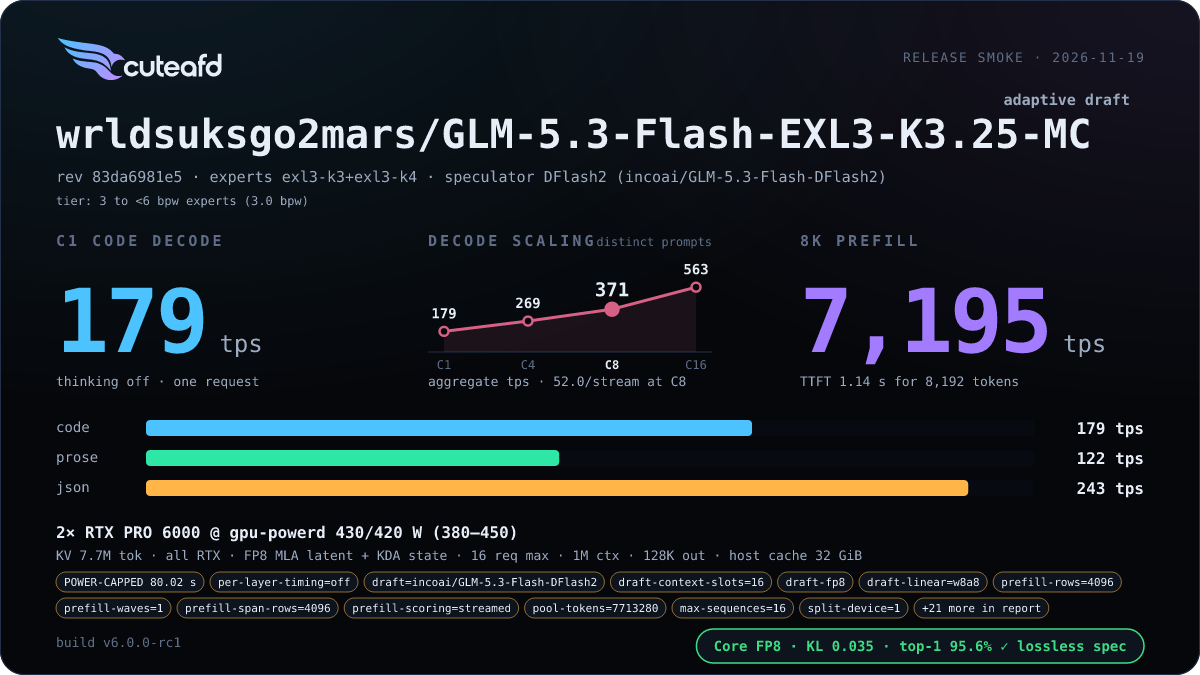 cuteafd
RELEASE SMOKE · 2026-11-19
adaptive draft
wrldsuksgo2mars/GLM-5.3-Flash-EXL3-K3.25-MC
rev 83da6981e5 · experts exl3-k3+exl3-k4 · speculator DFlash2 (incoai/GLM-5.3-Flash-DFlash2)
tier: 3 to <6 bpw experts (3.0 bpw)
C1 CODE DECODE
179 tps
thinking off · one request
DECODE SCALING distinct prompts
179 269 371 563
C1 C4 C8 C16
aggregate tps · 52.0/stream at C8
8K PREFILL
7,195 tps
TTFT 1.14 s for 8,192 tokens
code 179 tps
prose 122 tps
json 243 tps
2× RTX PRO 6000 @ gpu-powerd 430/420 W (380–450)
KV 7.7M tok · all RTX · FP8 MLA latent + KDA state · 16 req max · 1M ctx · 128K out · host cache 32 GiB
POWER-CAPPED 80.02 s per-layer-timing=off draft=incoai/GLM-5.3-Flash-DFlash2 draft-context-slots=16 draft-fp8 draft-linear=w8a8 prefill-rows=4096
prefill-waves=1 prefill-span-rows=4096 prefill-scoring=streamed pool-tokens=7713280 max-sequences=16 split-device=1 +21 more in report
build v6.0.0-rc1
Core FP8 · KL 0.035 · top-1 95.6% ✓ lossless spec